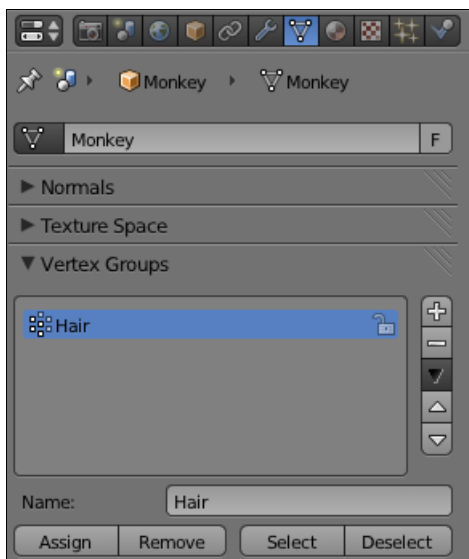 Monkey Monkey
Monkey F
Normals
Texture Space
Vertex Groups
Hair
Name: Hair
Assign Remove Select Deselect